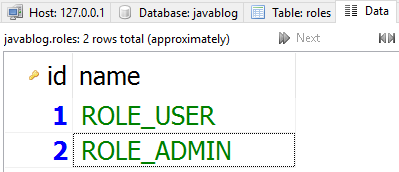 Host: 127.0.0.1 Database: javablog Table: roles Data
javablog.roles: 2 rows total (approximately) Next
id name
1 ROLE_USER
2 ROLE_ADMIN